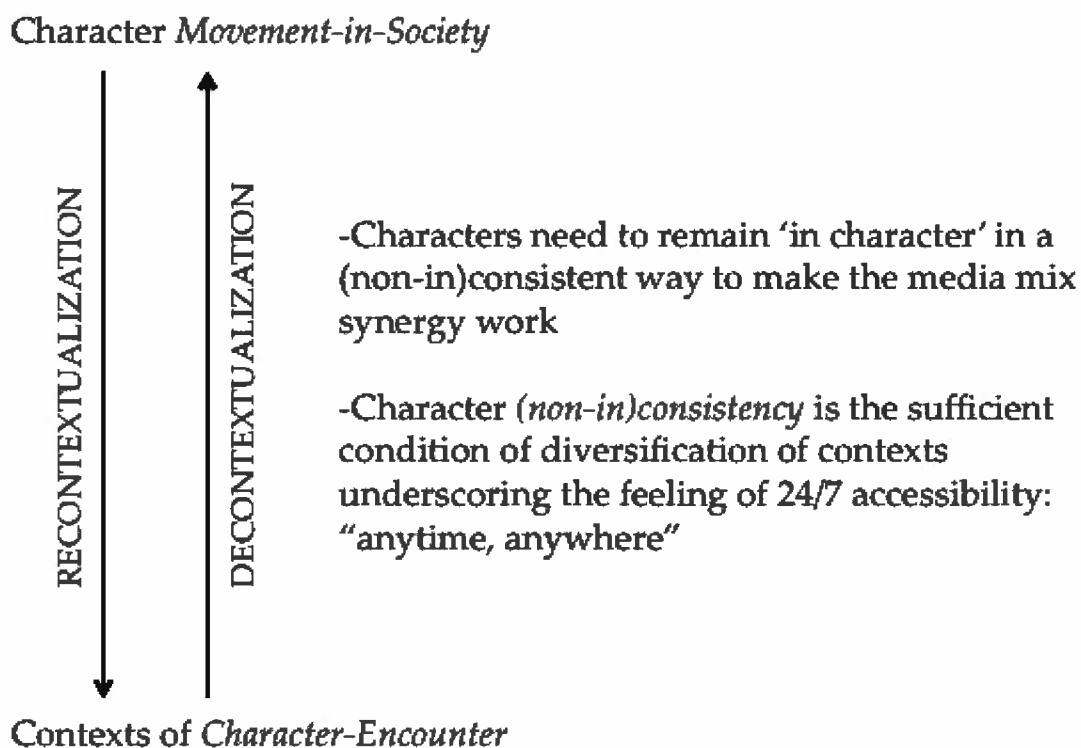 Character Movement-in-Society
RECONTEXTUALIZATION
DECONTEXTUALIZATION
-Characters need to remain ‘in character’ in a
(non-in)consistent way to make the media mix
synergy work
-Character (non-in)consistency is the sufficient
condition of diversification of contexts
underscoring the feeling of 24/7 accessibility:
“anytime, anywhere”
Contexts of Character-Encounter